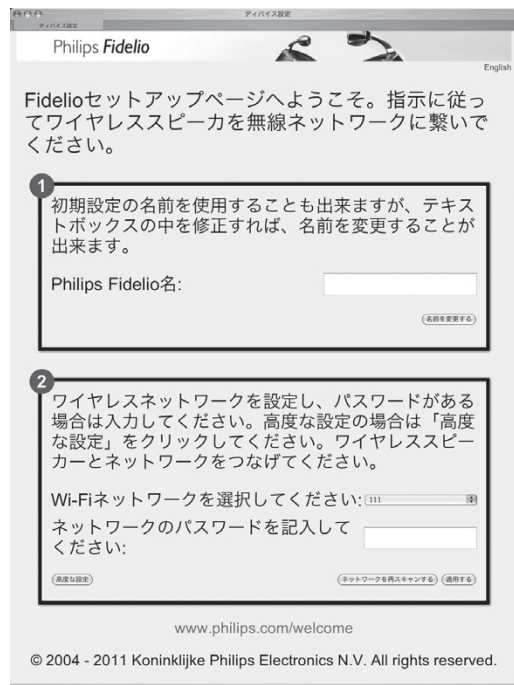 ディバイス設定
ディバイス設定
Philips Fidelio
English
Fidelioセットアップページへようこそ。指示に従っ
てワイヤレススピーカを無線ネットワークに繋いで
ください。
1
初期設定の名前を使用することも出来ますが、テキス
トボックスの中を修正すれば、名前を変更することが
出来ます。
Philips Fidelio名:
名前を変更する
2
ワイヤレスネットワークを設定し、パスワードがある
場合は入力してください。高度な設定の場合は「高度
な設定」をクリックしてください。ワイヤレススピー
カーとネットワークをつなげてください。
Wi-Fiネットワークを選択してください: 111
ネットワークのパスワードを記入して
ください:
高度な設定 ネットワークを再スキャンする 適用する
www.philips.com/welcome
© 2004 - 2011 Koninklijke Philips Electronics N.V. All rights reserved.